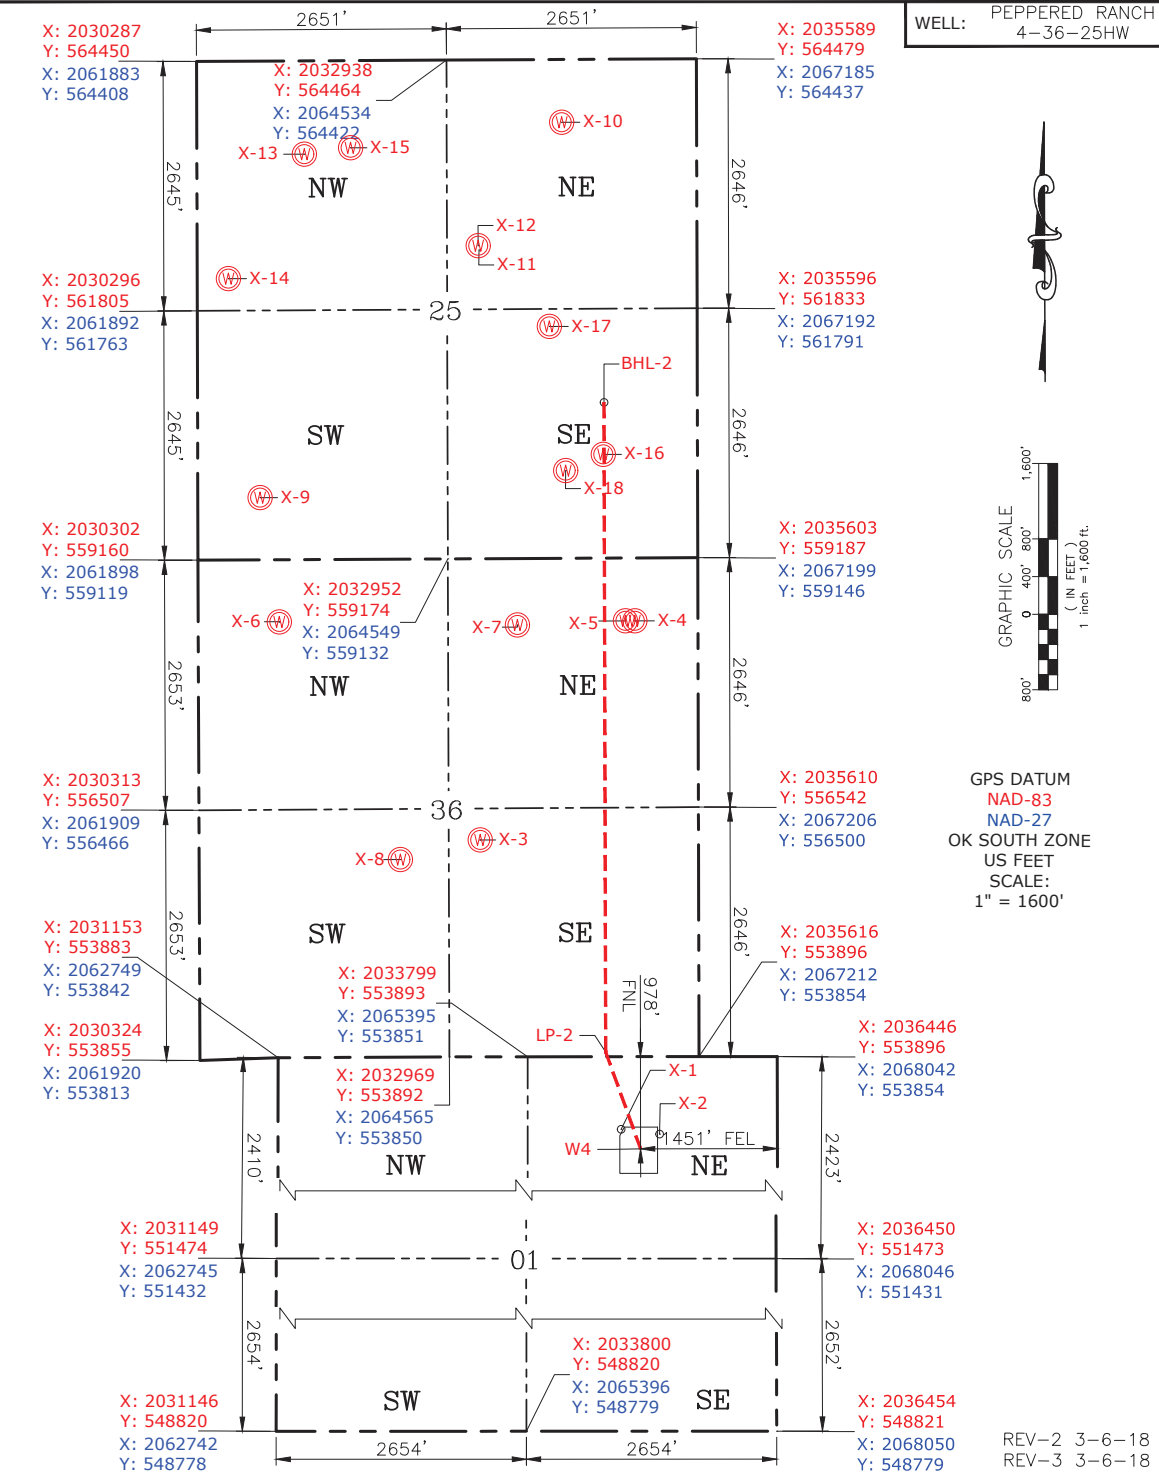 WELL: PEPPERED RANCH
4-36-25HW
2651'
2651'
X: 2030287
Y: 564450
X: 2061883
Y: 564408
X: 2032938
Y: 564464
X: 2064534
Y: 564422
X: 2035589
Y: 564479
X: 2067185
Y: 564437
X-10
X-13
X-15
NW
NE
2645'
2646'
X-12
X-11
X-14
X: 2030296
Y: 561805
X: 2061892
Y: 561763
25
X: 2035596
Y: 561833
X: 2067192
Y: 561791
X-17
BHL-2
2645'
2646'
SW
SE
X-16
X-18
X-9
X: 2030302
Y: 559160
X: 2061898
Y: 559119
X: 2032952
Y: 559174
X: 2064549
Y: 559132
X: 2035603
Y: 559187
X: 2067199
Y: 559146
GRAPHIC SCALE
800' 0 400' 800' 1,600'
( IN FEET )
1 inch = 1,600 ft.
X-6
X-7
X-5
X-4
2653'
2646'
NW
NE
X: 2030313
Y: 556507
X: 2061909
Y: 556466
36
X: 2035610
Y: 556542
X: 2067206
Y: 556500
GPS DATUM
NAD-83
NAD-27
OK SOUTH ZONE
US FEET
SCALE:
1" = 1600'
X-3
X-8
2653'
2646'
SW
SE
X: 2031153
Y: 553883
X: 2062749
Y: 553842
X: 2033799
Y: 553893
X: 2065395
Y: 553851
978'
FNL
X: 2035616
Y: 553896
X: 2067212
Y: 553854
X: 2030324
Y: 553855
X: 2061920
Y: 553813
LP-2
X: 2036446
Y: 553896
X: 2068042
Y: 553854
X: 2032969
Y: 553892
X: 2064565
Y: 553850
X-1
X-2
2410'
W4
1451' FEL
2423'
NW
NE
X: 2031149
Y: 551474
X: 2062745
Y: 551432
01
X: 2036450
Y: 551473
X: 2068046
Y: 551431
2654'
2652'
X: 2033800
Y: 548820
X: 2065396
Y: 548779
SW
SE
X: 2031146
Y: 548820
X: 2062742
Y: 548778
2654'
2654'
X: 2036454
Y: 548821
X: 2068050
Y: 548779
REV-2 3-6-18
REV-3 3-6-18